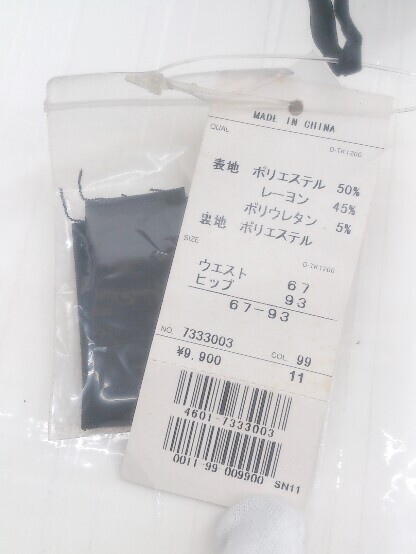 MADE IN CHINA
QUAL
O-TK1200
表地 ポリエステル 50%
レーヨン 45%
ポリウレタン 5%
裏地 ポリエステル
SIZE
O-TK1200
ウエスト 67
ヒップ 93
67-93
NO. 7333003
COL. 99
¥9,900
11
4601-7333003
0011 99 009900
SN11